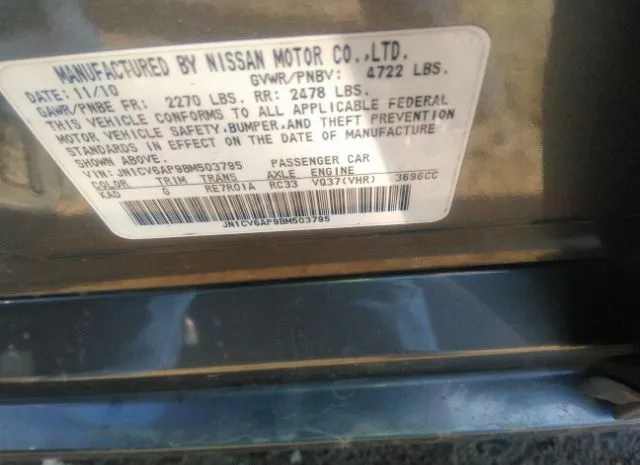 MANUFACTURED BY NISSAN MOTOR CO.,LTD.
DATE: 11/10 GVWR/PNBV: 4722 LBS.
GAWR/PNBE FR: 2270 LBS. RR: 2478 LBS.
THIS VEHICLE CONFORMS TO ALL APPLICABLE FEDERAL
MOTOR VEHICLE SAFETY, BUMPER, AND THEFT PREVENTION
STANDARDS IN EFFECT ON THE DATE OF MANUFACTURE
SHOWN ABOVE.
VIN: JN1CV6AP9BM503795 PASSENGER CAR
COLOR TRIM TRANS AXLE ENGINE
KAD G RE7R01A RC33 VQ37(VHR) 3696CC
JN1CV6AP9BM503795